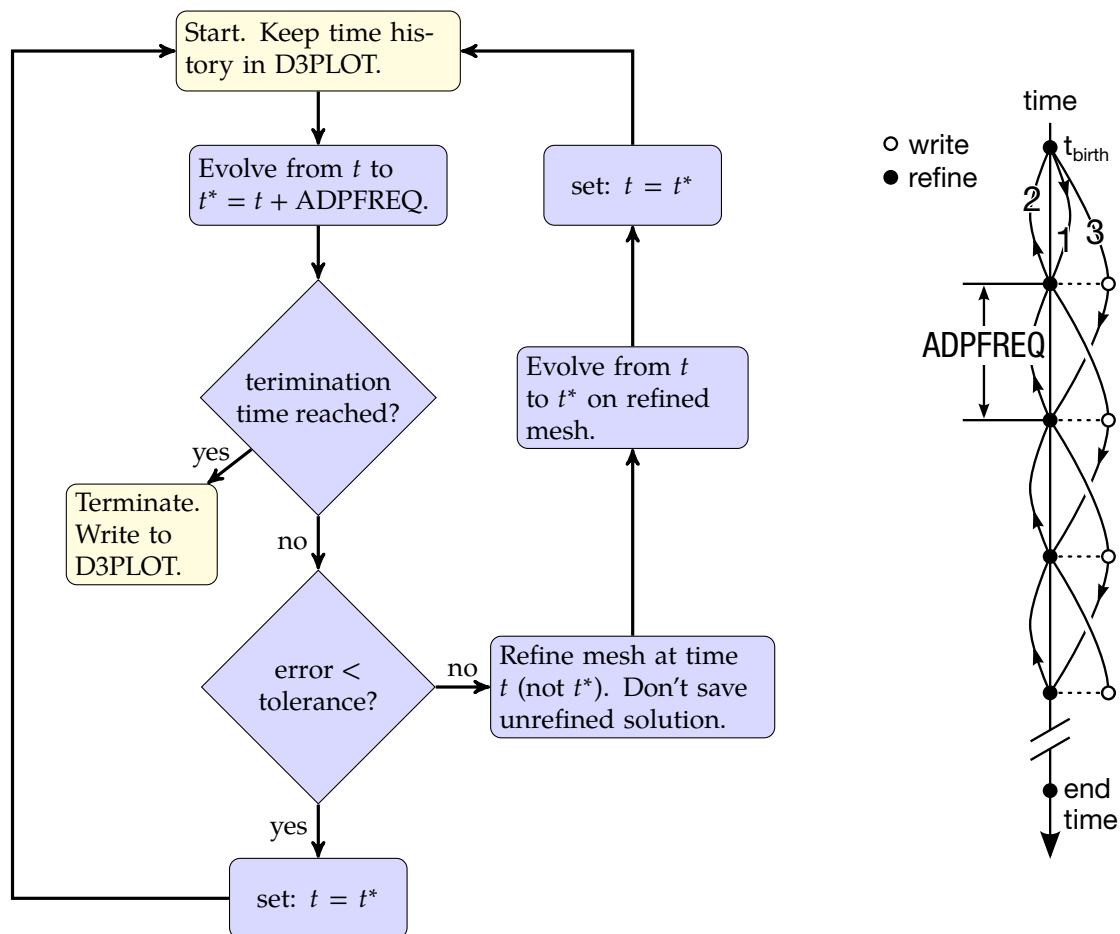 Start. Keep time his-
tory in D3PLOT.
Evolve from t to
t* = t + ADPFREQ.
set: t = t*
terimination
time reached?
yes
Terminate.
Write to
D3PLOT.
Evolve from t
to t* on refined
mesh.
no
error <
tolerance?
no
Refine mesh at time
t (not t*). Don't save
unrefined solution.
yes
set: t = t*
time
write
refine
t_birth
2
1
3
ADPFREQ
end
time